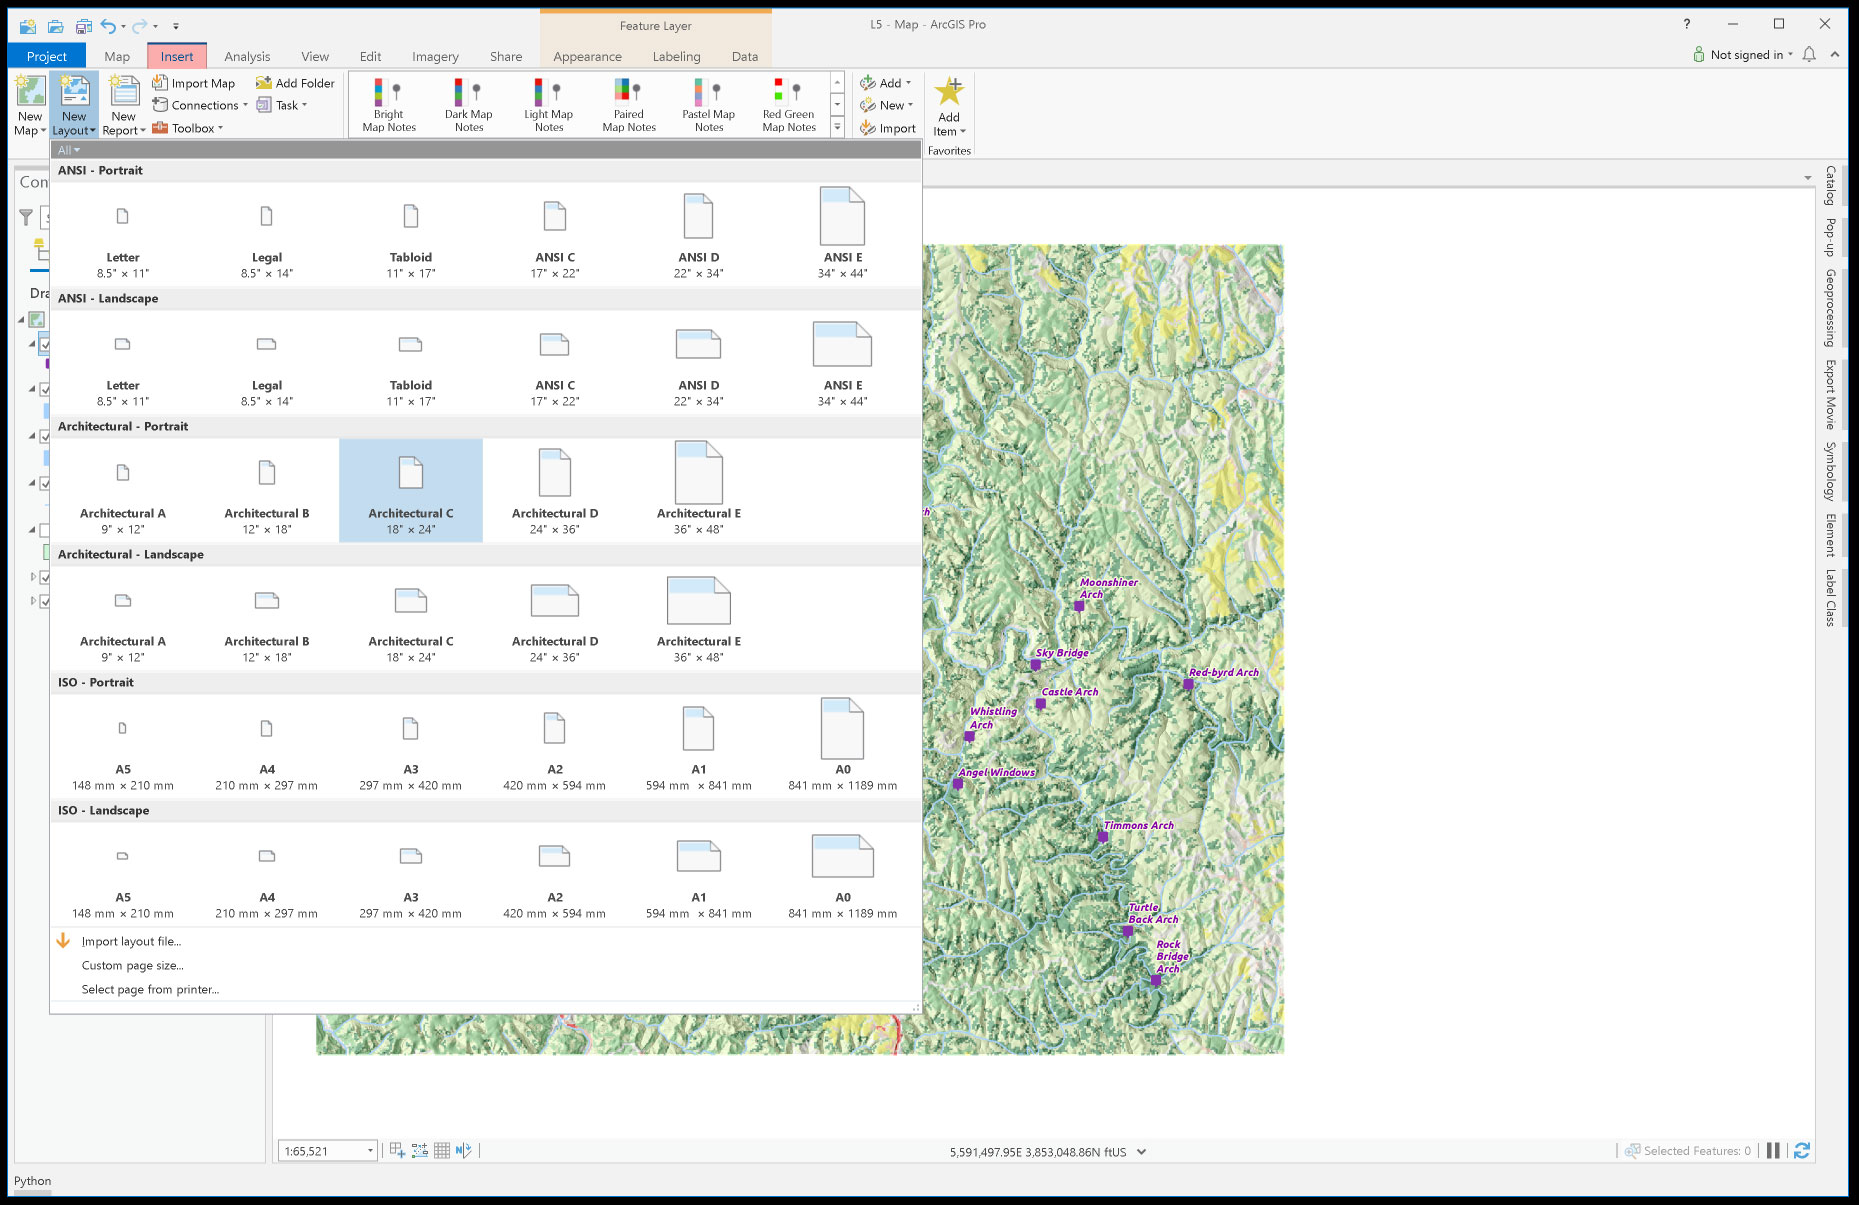 Feature Layer
L5 - Map - ArcGIS Pro
?
Project
Map
Insert
Analysis
View
Edit
Imagery
Share
Appearance
Labeling
Data
Not signed in
New
Map
New
Layout
New
Report
Import Map
Connections
Toolbox
Add Folder
Task
Bright
Map Notes
Dark Map
Notes
Light Map
Notes
Paired
Map Notes
Pastel Map
Notes
Red Green
Map Notes
Add
New
Import
Add
Item
Favorites
All
ANSI - Portrait
Letter
8.5" × 11"
Legal
8.5" × 14"
Tabloid
11" × 17"
ANSI C
17" × 22"
ANSI D
22" × 34"
ANSI E
34" × 44"
ANSI - Landscape
Letter
8.5" × 11"
Legal
8.5" × 14"
Tabloid
11" × 17"
ANSI C
17" × 22"
ANSI D
22" × 34"
ANSI E
34" × 44"
Architectural - Portrait
Architectural A
9" × 12"
Architectural B
12" × 18"
Architectural C
18" × 24"
Architectural D
24" × 36"
Architectural E
36" × 48"
Architectural - Landscape
Architectural A
9" × 12"
Architectural B
12" × 18"
Architectural C
18" × 24"
Architectural D
24" × 36"
Architectural E
36" × 48"
ISO - Portrait
A5
148 mm × 210 mm
A4
210 mm × 297 mm
A3
297 mm × 420 mm
A2
420 mm × 594 mm
A1
594 mm × 841 mm
A0
841 mm × 1189 mm
ISO - Landscape
A5
148 mm × 210 mm
A4
210 mm × 297 mm
A3
297 mm × 420 mm
A2
420 mm × 594 mm
A1
594 mm × 841 mm
A0
841 mm × 1189 mm
Import layout file...
Custom page size...
Select page from printer...
Con
Dra
Moonshiner
Arch
Sky Bridge
Red-byrd Arch
Castle Arch
Whistling
Arch
Angel Windows
Timmons Arch
Turtle
Back Arch
Rock
Bridge
Arch
Catalog
Pop-up
Geoprocessing
Export Movie
Symbology
Element
Label Class
1:65,521
5,591,497.95E 3,853,048.86N ftUS
Selected Features: 0
Python